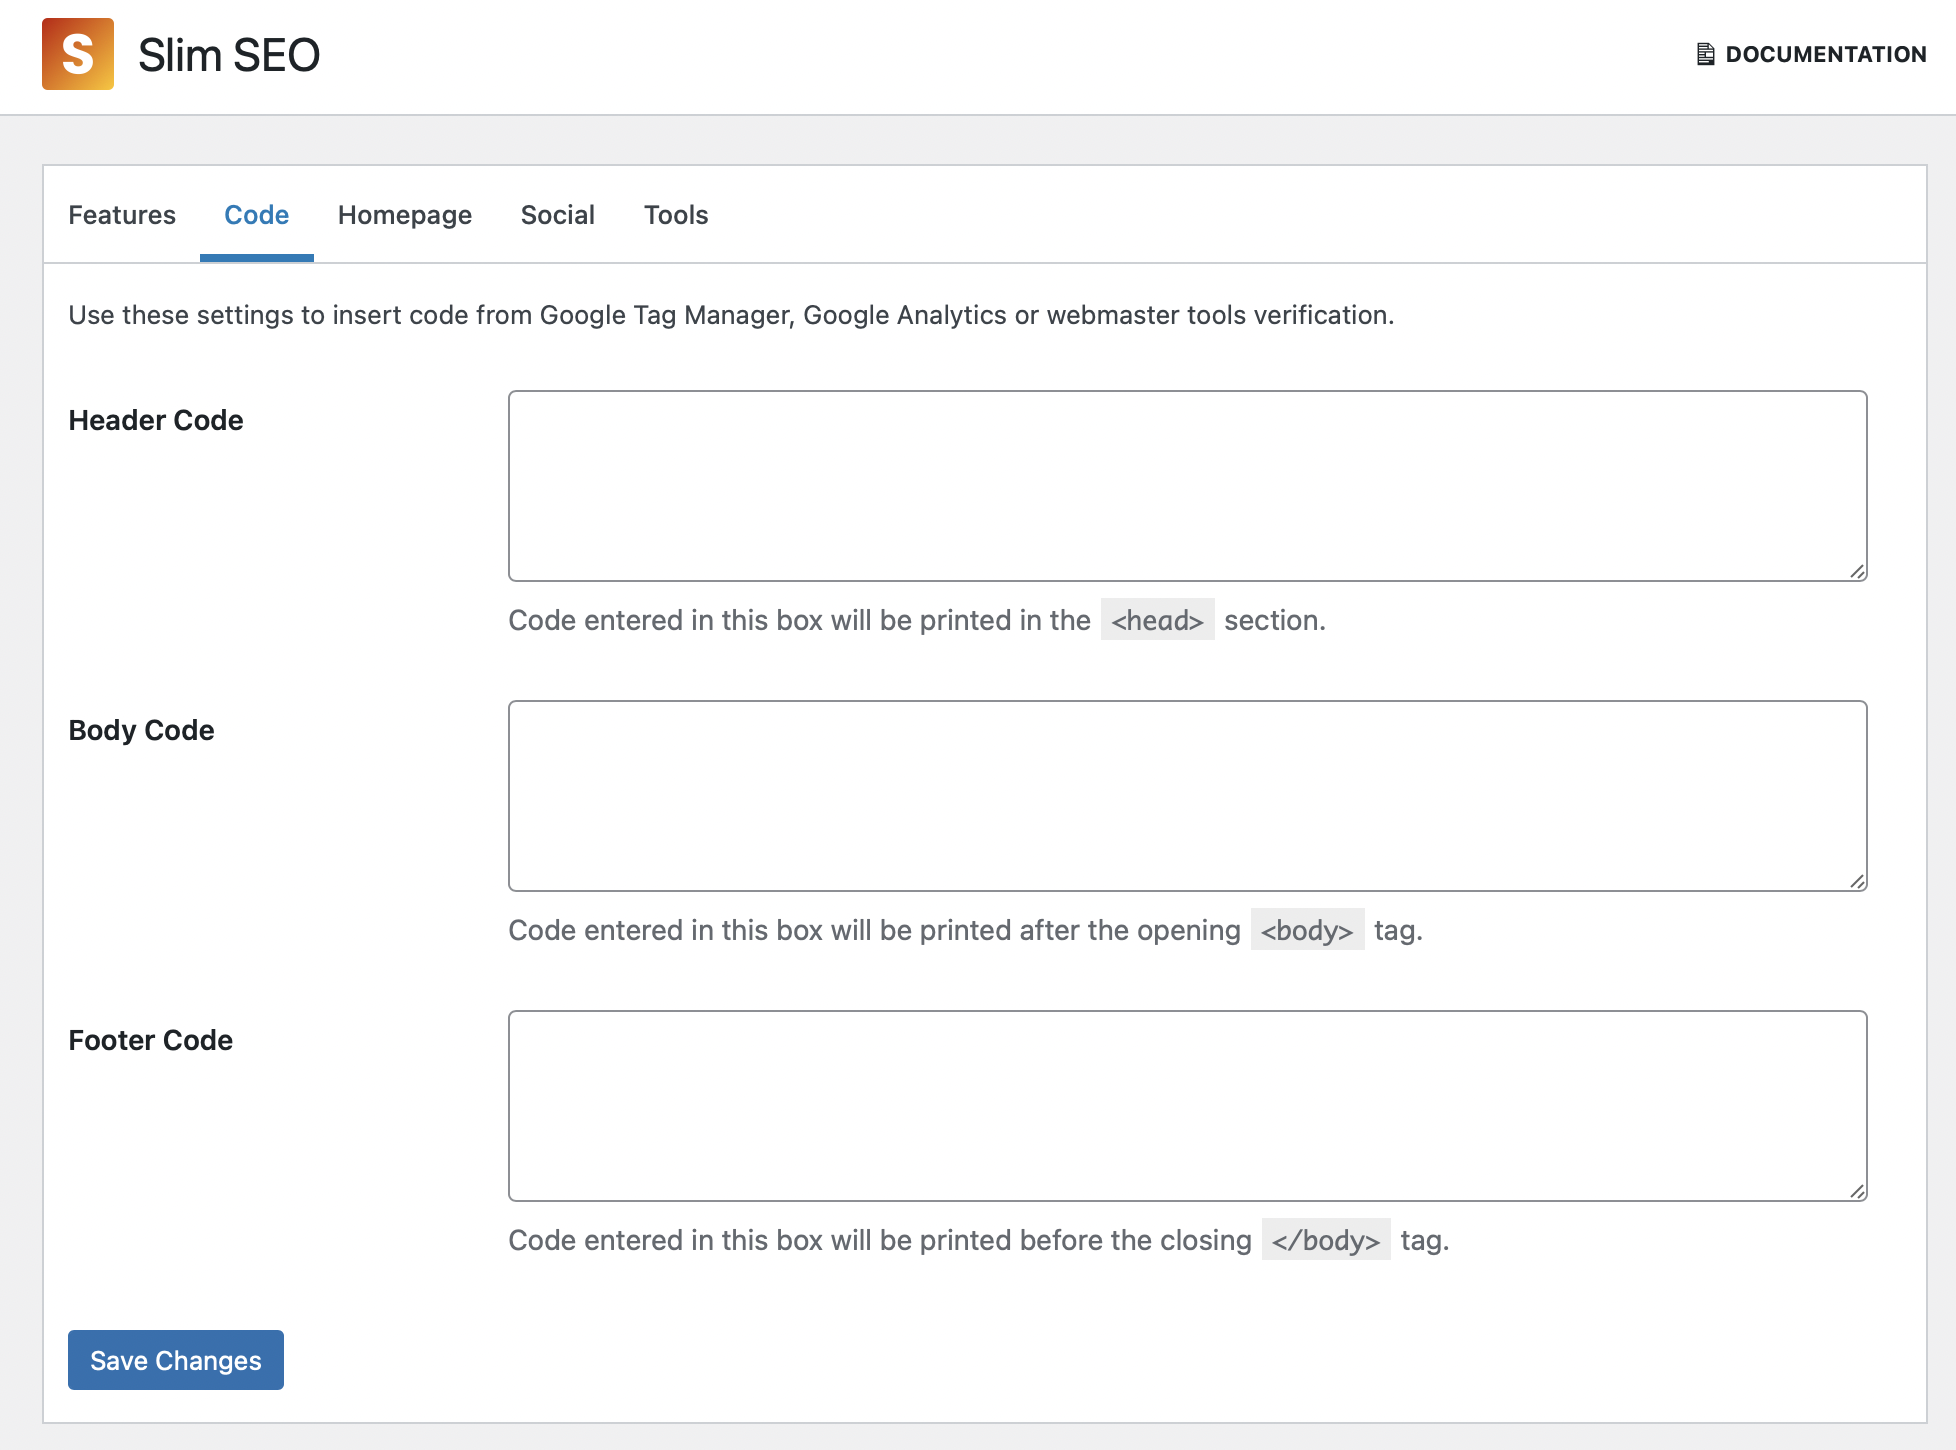 S Slim SEO
DOCUMENTATION
Features Code Homepage Social Tools
Use these settings to insert code from Google Tag Manager, Google Analytics or webmaster tools verification.
Header Code
Code entered in this box will be printed in the <head> section.
Body Code
Code entered in this box will be printed after the opening <body> tag.
Footer Code
Code entered in this box will be printed before the closing </body> tag.
Save Changes